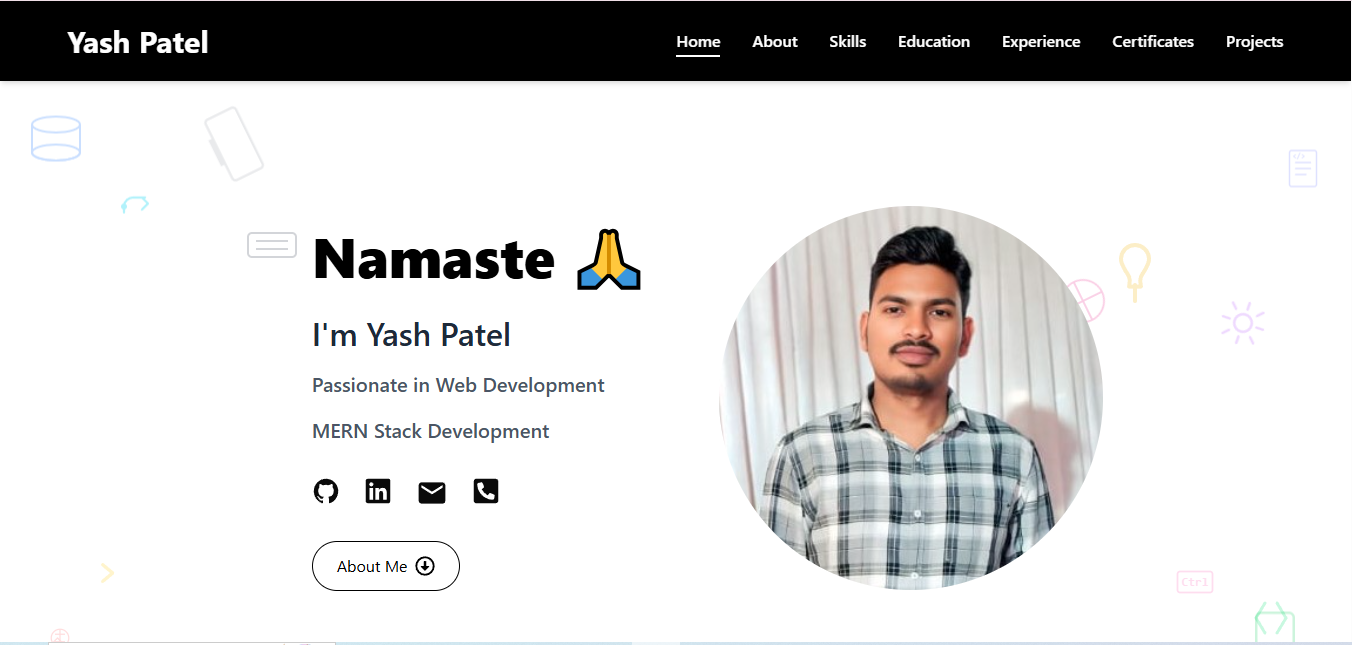 Yash Patel
Home About Skills Education Experience Certificates Projects
</>
Namaste 🙏
I'm Yash Patel
Passionate in Web Development
MERN Stack Development
in
About Me
Ctrl